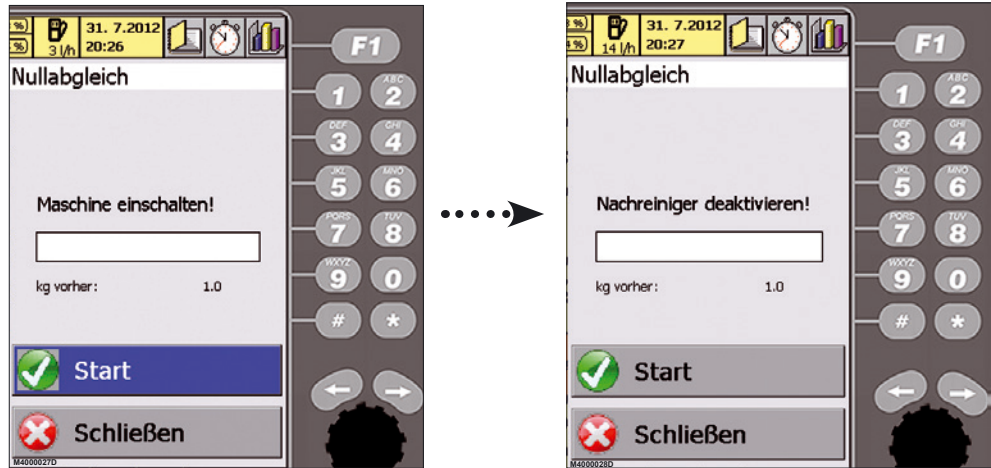 %)
%)
3 l/h
31. 7.2012
20:26
Nullabgleich
Maschine einschalten!
kg vorher: 1.0
Start
Schließen
M4000027D
F1
1 ABC 2
DEF 3 GHI 4
JKL 5 MNO 6
PQRS 7 TUV 8
WXYZ 9 0
# *
%)
4 %)
14 l/h
31. 7.2012
20:27
Nullabgleich
Nachreiniger deaktivieren!
kg vorher: 1.0
Start
Schließen
M4000028D
F1
1 ABC 2
DEF 3 GHI 4
JKL 5 MNO 6
PQRS 7 TUV 8
WXYZ 9 0
# *